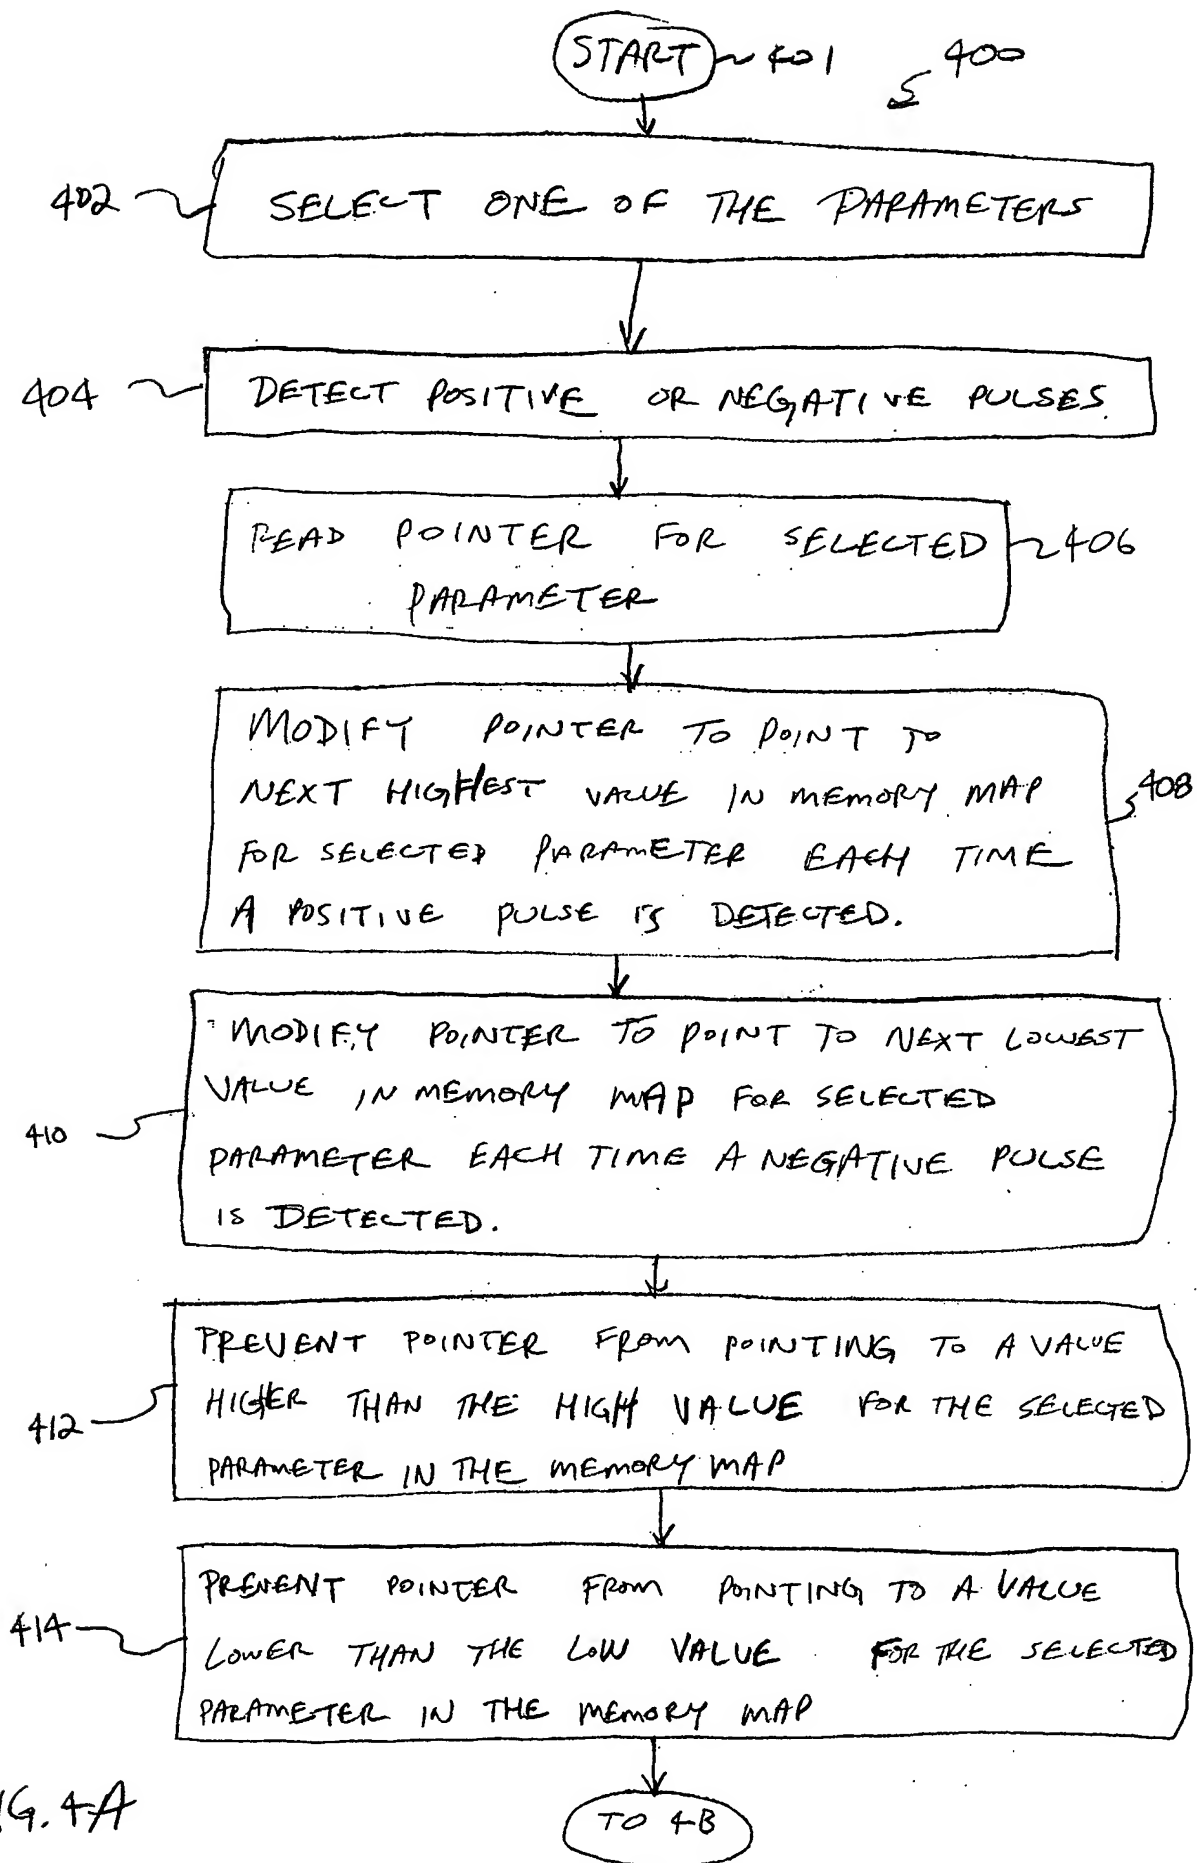 START 401
400
402 SELECT ONE OF THE PARAMETERS
404 DETECT POSITIVE OR NEGATIVE PULSES.
READ POINTER FOR SELECTED 406
PARAMETER
MODIFY POINTER TO POINT TO
NEXT HIGHEST VALUE IN MEMORY MAP 408
FOR SELECTED PARAMETER EACH TIME
A POSITIVE PULSE IS DETECTED.
MODIFY POINTER TO POINT TO NEXT LOWEST
VALUE IN MEMORY MAP FOR SELECTED
410 PARAMETER EACH TIME A NEGATIVE PULSE
IS DETECTED.
PREVENT POINTER FROM POINTING TO A VALUE
412 HIGHER THAN THE HIGH VALUE FOR THE SELECTED
PARAMETER IN THE MEMORY MAP
PREVENT POINTER FROM POINTING TO A VALUE
414 LOWER THAN THE LOW VALUE FOR THE SELECTED
PARAMETER IN THE MEMORY MAP
IG. 4A
TO 4B